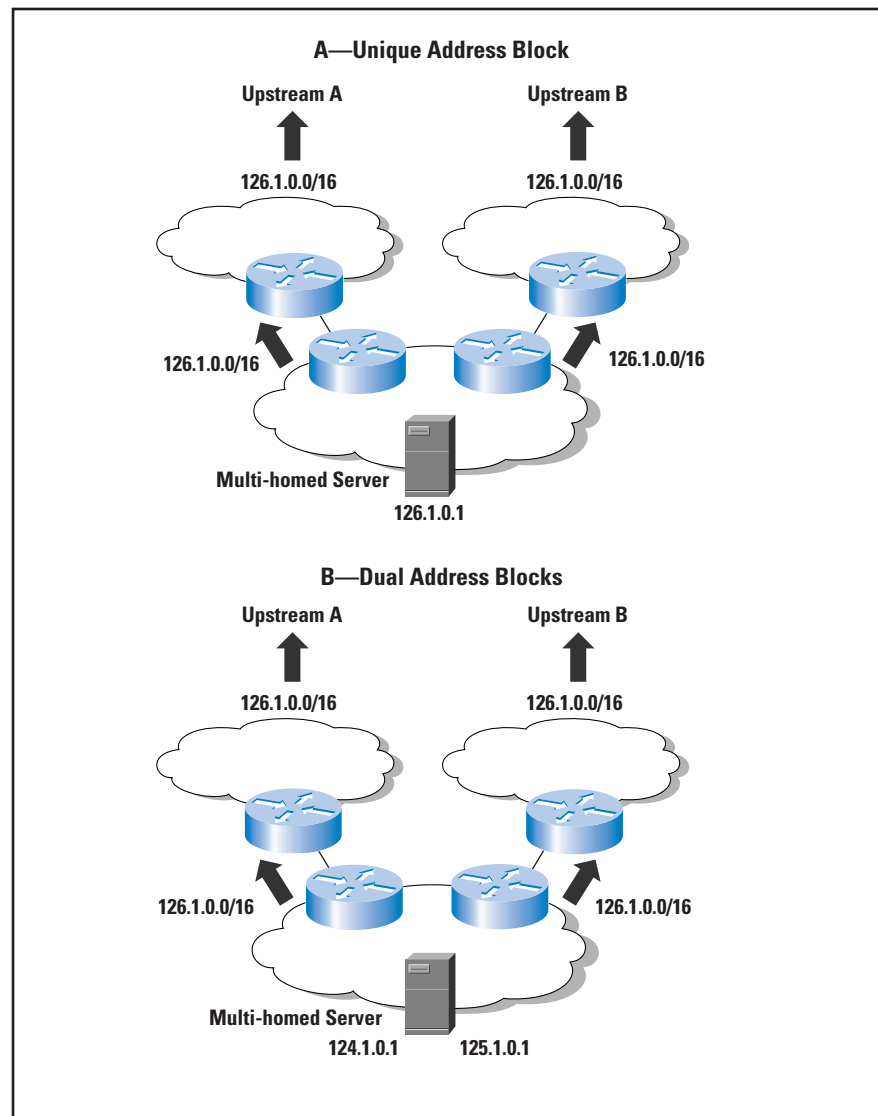 A—Unique Address Block
Upstream A
Upstream B
126.1.0.0/16
126.1.0.0/16
126.1.0.0/16
126.1.0.0/16
Multi-homed Server
126.1.0.1
B—Dual Address Blocks
Upstream A
Upstream B
126.1.0.0/16
126.1.0.0/16
126.1.0.0/16
126.1.0.0/16
Multi-homed Server
124.1.0.1
125.1.0.1